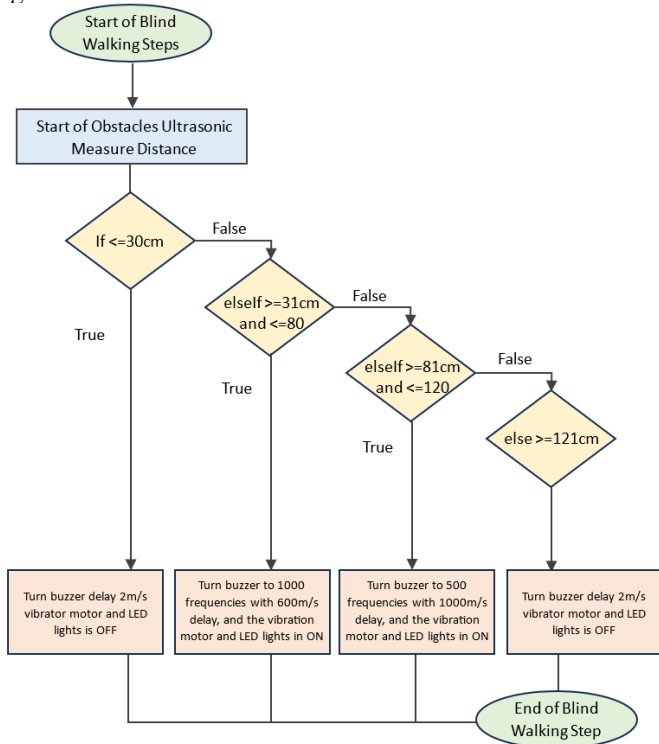 Start of Blind
Walking Steps
Start of Obstacles Ultrasonic
Measure Distance
If <=30cm
False
True
elseIf >=31cm
and <=80
False
True
elseIf >=81cm
and <=120
False
True
else >=121cm
Turn buzzer delay 2m/s
vibrator motor and LED
lights is OFF
Turn buzzer to 1000
frequencies with 600m/s
delay, and the vibration
motor and LED lights in ON
Turn buzzer to 500
frequencies with 1000m/s
delay, and the vibration
motor and LED lights in ON
Turn buzzer delay 2m/s
vibrator motor and LED
lights is OFF
End of Blind
Walking Step